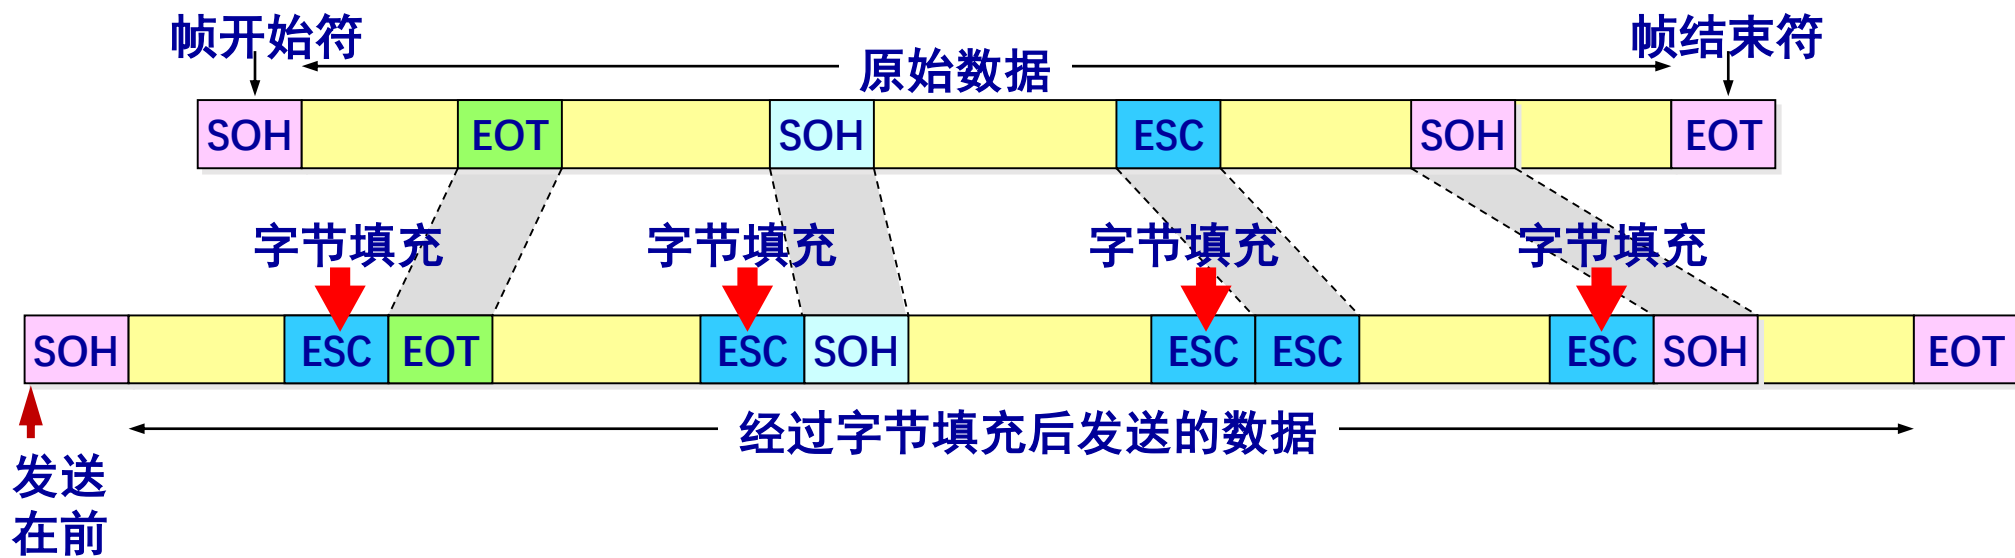 帧开始符
帧结束符
原始数据
SOH EOT SOH ESC SOH EOT
字节填充 字节填充 字节填充 字节填充
SOH ESC EOT ESC SOH ESC ESC ESC SOH EOT
经过字节填充后发送的数据
发送
在前